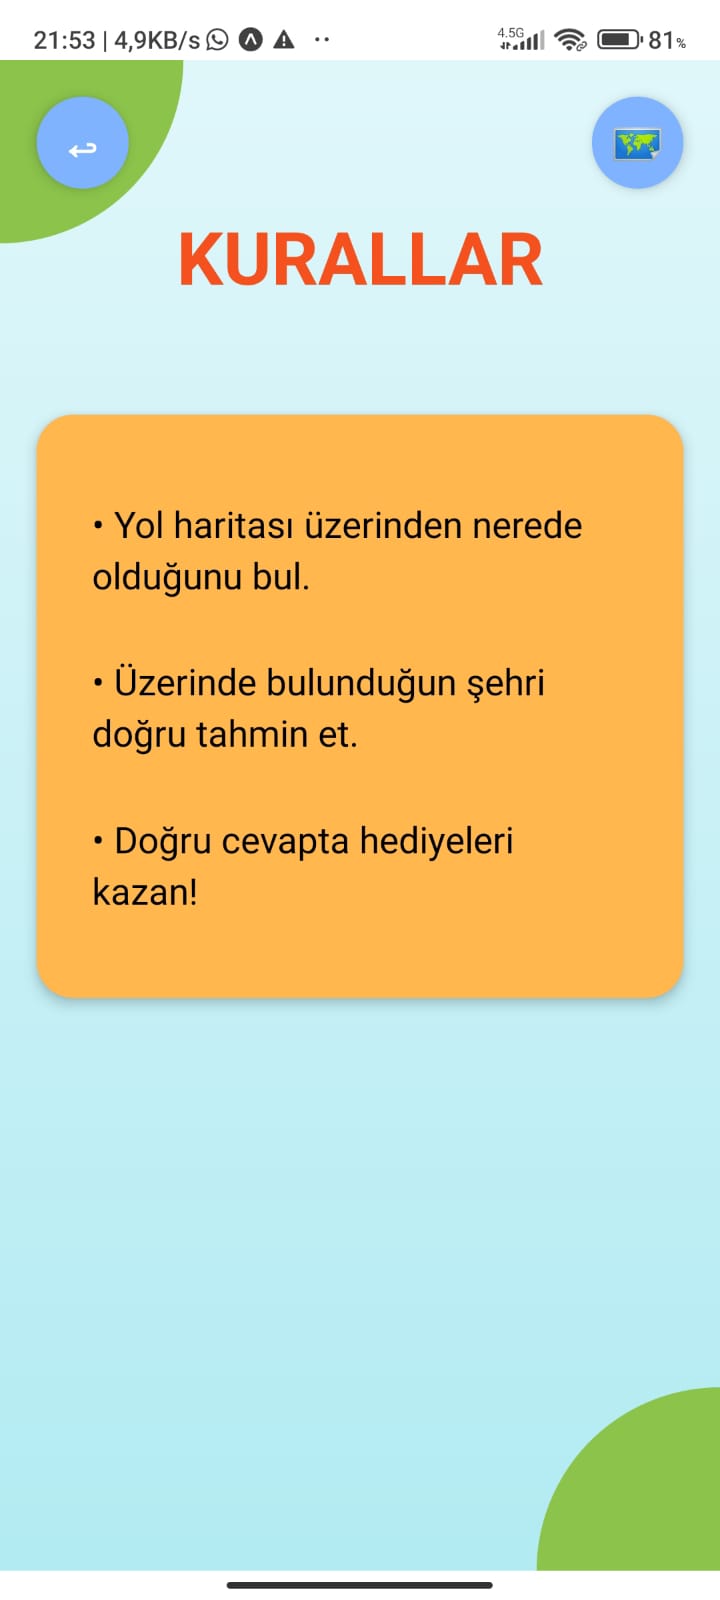 21:53 | 4,9KB/s
4.5G
81%
KURALLAR
• Yol haritası üzerinden nerede
olduğunu bul.
• Üzerinde bulunduğun şehri
doğru tahmin et.
• Doğru cevapta hediyeleri
kazan!